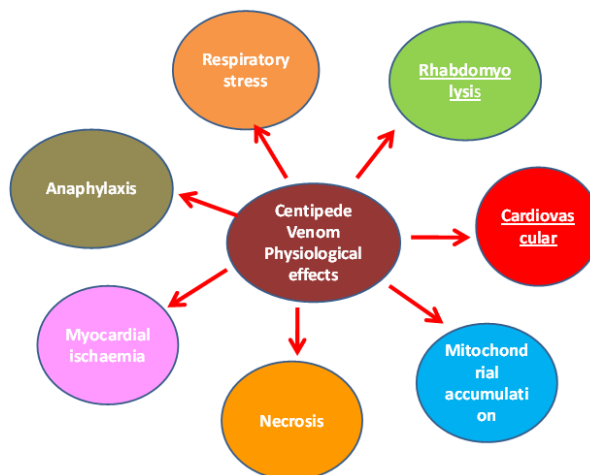 Respiratory
stress
Rhabdomyo
lysis
Anaphylaxis
Centipede
Venom
Physiological
effects
Cardiovas
cular
Myocardial
ischaemia
Mitochond
rial
accumulati
on
Necrosis